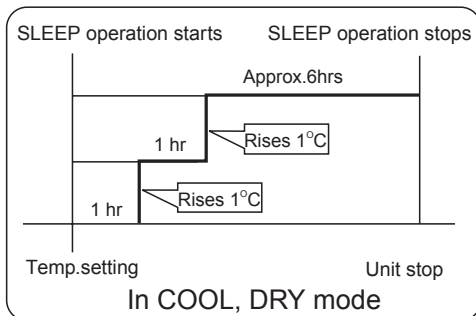 SLEEP operation starts
SLEEP operation stops
Approx.6hrs
1 hr
Rises 1°C
1 hr
Rises 1°C
Temp.setting
Unit stop
In COOL, DRY mode